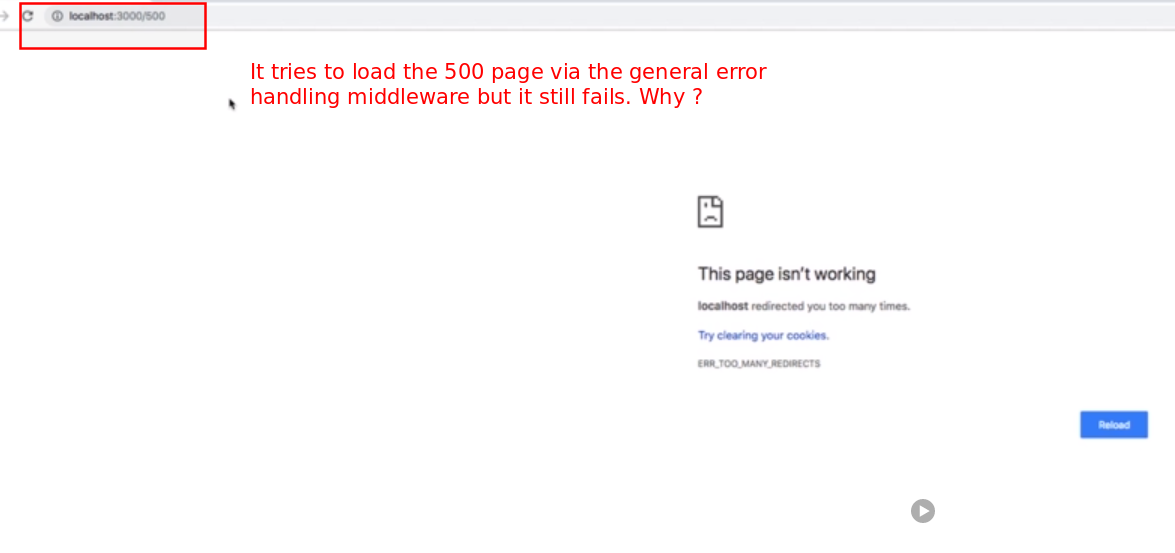 localhost:3000/500
It tries to load the 500 page via the general error
handling middleware but it still fails. Why ?
This page isn't working
localhost redirected you too many times.
Try clearing your cookies.
ERR_TOO_MANY_REDIRECTS
Reload